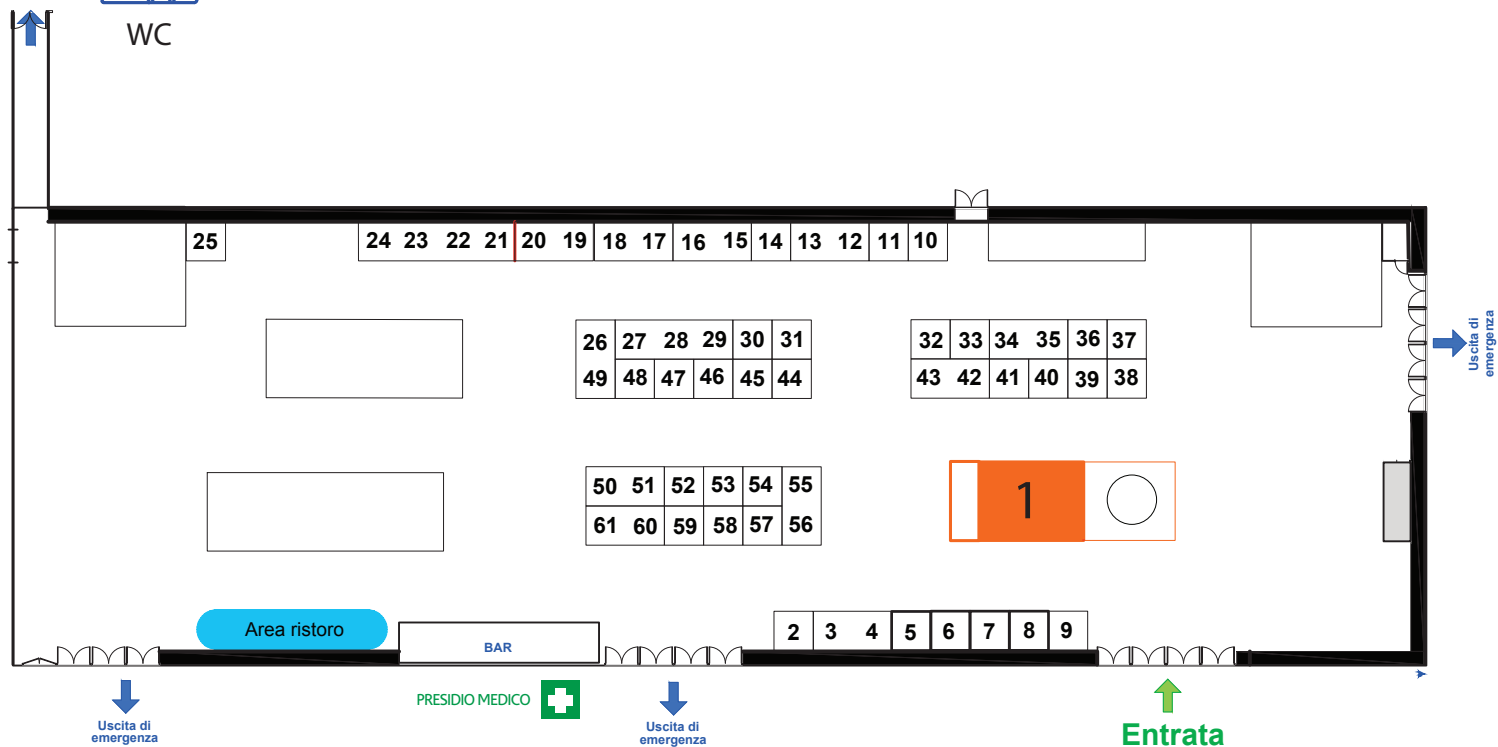 WC
25 24 23 22 21 20 19 18 17 16 15 14 13 12 11 10
26 27 28 29 30 31
49 48 47 46 45 44
32 33 34 35 36 37
43 42 41 40 39 38
Uscita di
emergenza
50 51 52 53 54 55
61 60 59 58 57 56
1
Area ristoro
BAR
2 3 4 5 6 7 8 9
PRESIDIO MEDICO
Uscita di
emergenza
Uscita di
emergenza
Entrata